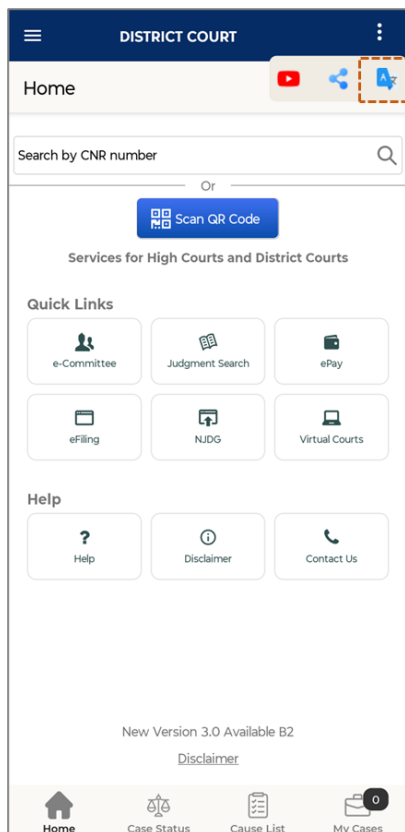 DISTRICT COURT
Home
Search by CNR number
Or
Scan QR Code
Services for High Courts and District Courts
Quick Links
e-Committee
Judgment Search
ePay
eFiling
NJDG
Virtual Courts
Help
? 
Help
Disclaimer
Contact Us
New Version 3.0 Available B2
Disclaimer
0
Home
Case Status
Cause List
My Cases